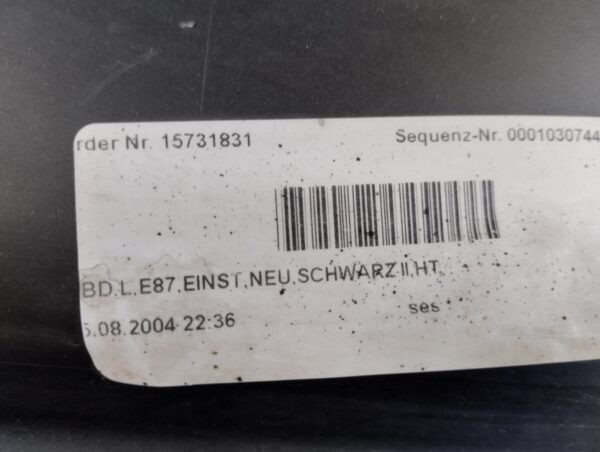 rder Nr. 15731831 Sequenz-Nr. 0001030744
BD,L,E87,EINST,NEU,SCHWARZ II,HT
5.08.2004 22:36 ses